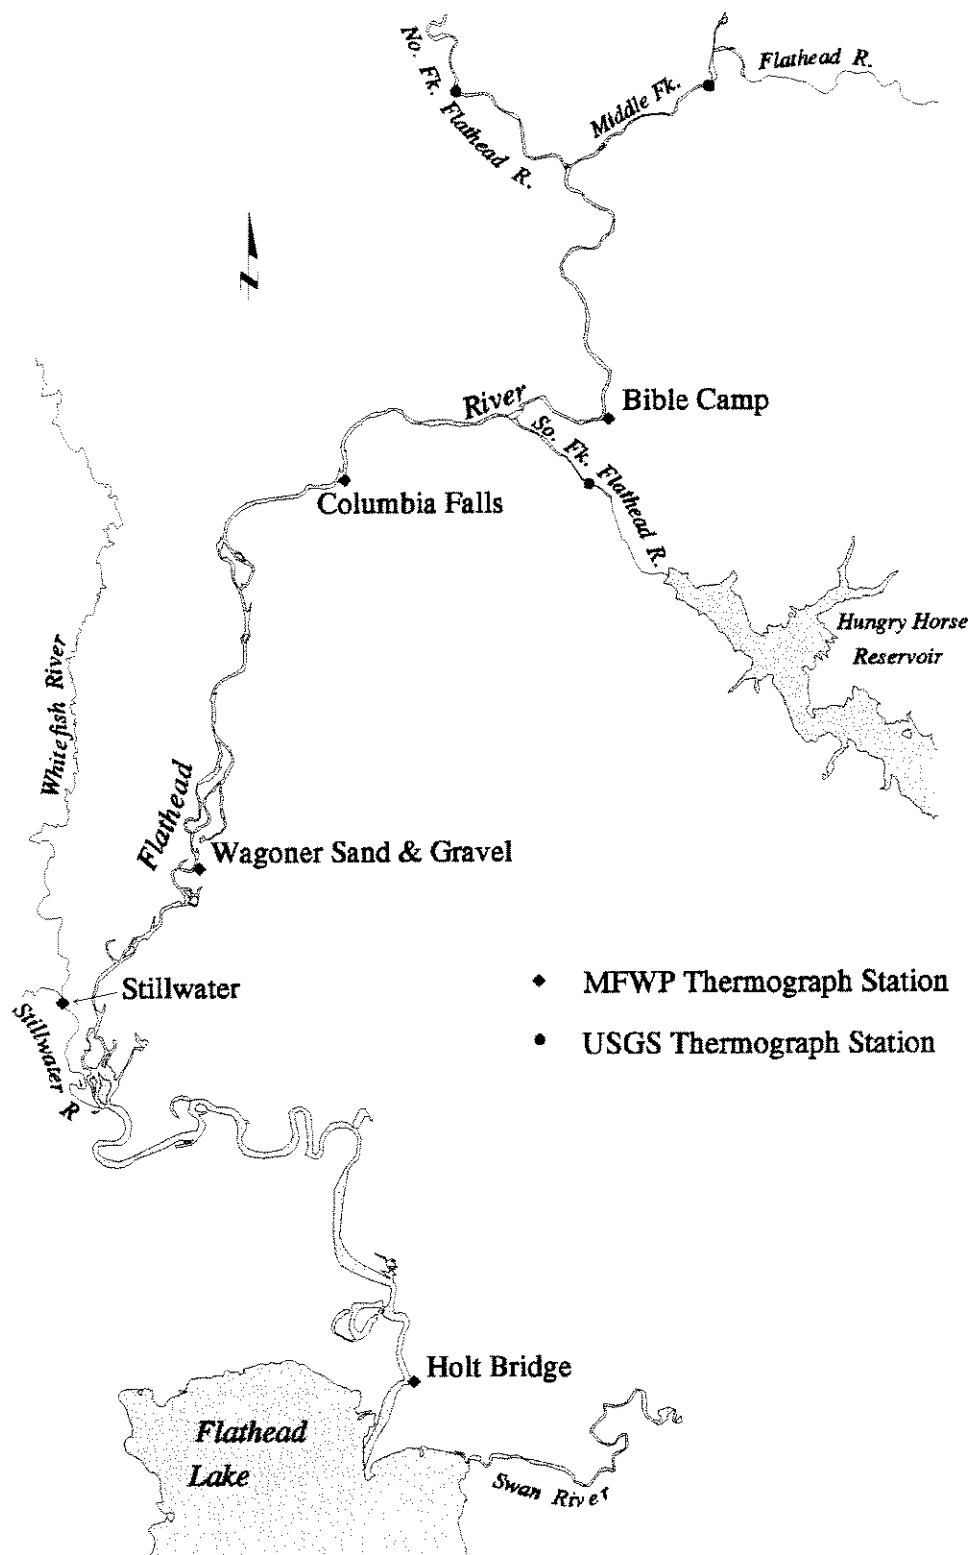 No. Fk. Flathead R.
Middle Fk.
Flathead R.
N
Bible Camp
River
So. Fk. Flathead R.
Columbia Falls
Hungry Horse
Reservoir
Whitefish River
Flathead
Wagoner Sand & Gravel
Stillwater
MFWP Thermograph Station
Stillwater R
USGS Thermograph Station
Holt Bridge
Flathead
Lake
Swan River